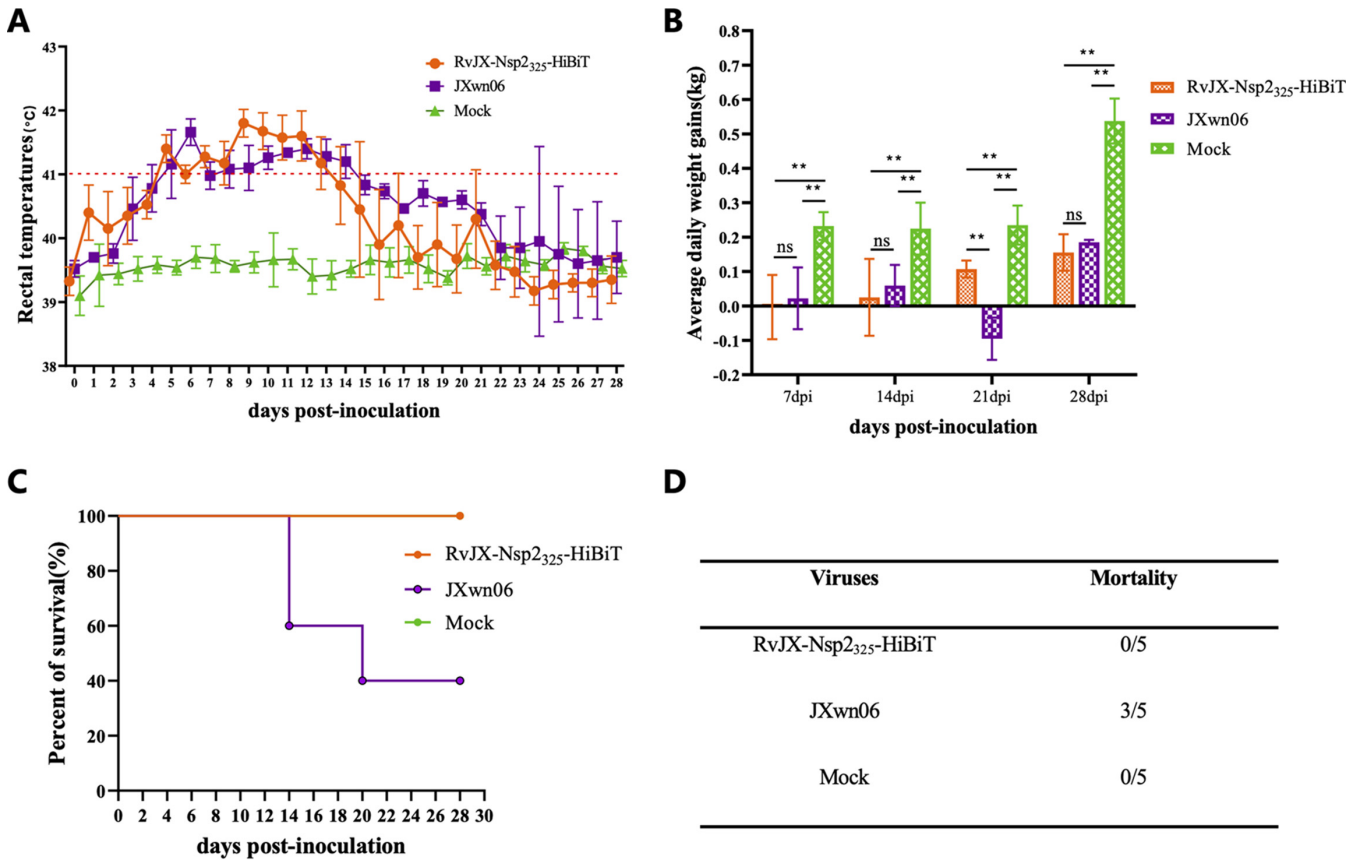 A
43
42
41
40
39
38
Rectal temperatures(℃)
RvJX-Nsp2325-HiBiT
JXwn06
Mock
0 1 2 3 4 5 6 7 8 9 10 11 12 13 14 15 16 17 18 19 20 21 22 23 24 25 26 27 28
days post-inoculation
B
0.8
0.7
0.6
0.5
0.4
0.3
0.2
0.1
0.0
-0.1
-0.2
Average daily weight gains(kg)
RvJX-Nsp2325-HiBiT
JXwn06
Mock
** ** ns
** ** ns
** ** **
** ** ns
7dpi 14dpi 21dpi 28dpi
days post-inoculation
C
100
80
60
40
20
0
Percent of survival(%)
RvJX-Nsp2325-HiBiT
JXwn06
Mock
0 2 4 6 8 10 12 14 16 18 20 22 24 26 28 30
days post-inoculation
D
Viruses Mortality
RvJX-Nsp2325-HiBiT 0/5
JXwn06 3/5
Mock 0/5